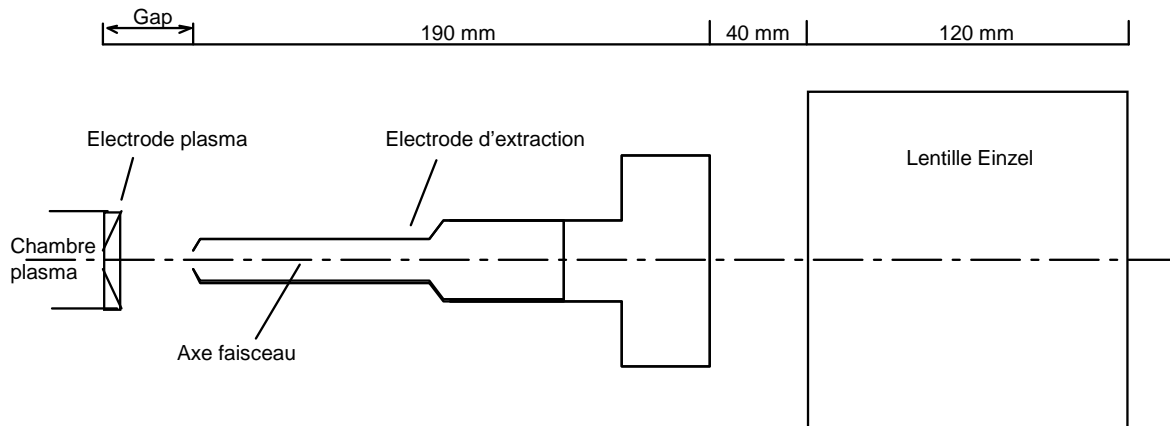 Gap
190 mm
40 mm
120 mm
Electrode plasma
Electrode d'extraction
Lentille Einzel
Chambre
plasma
Axe faisceau